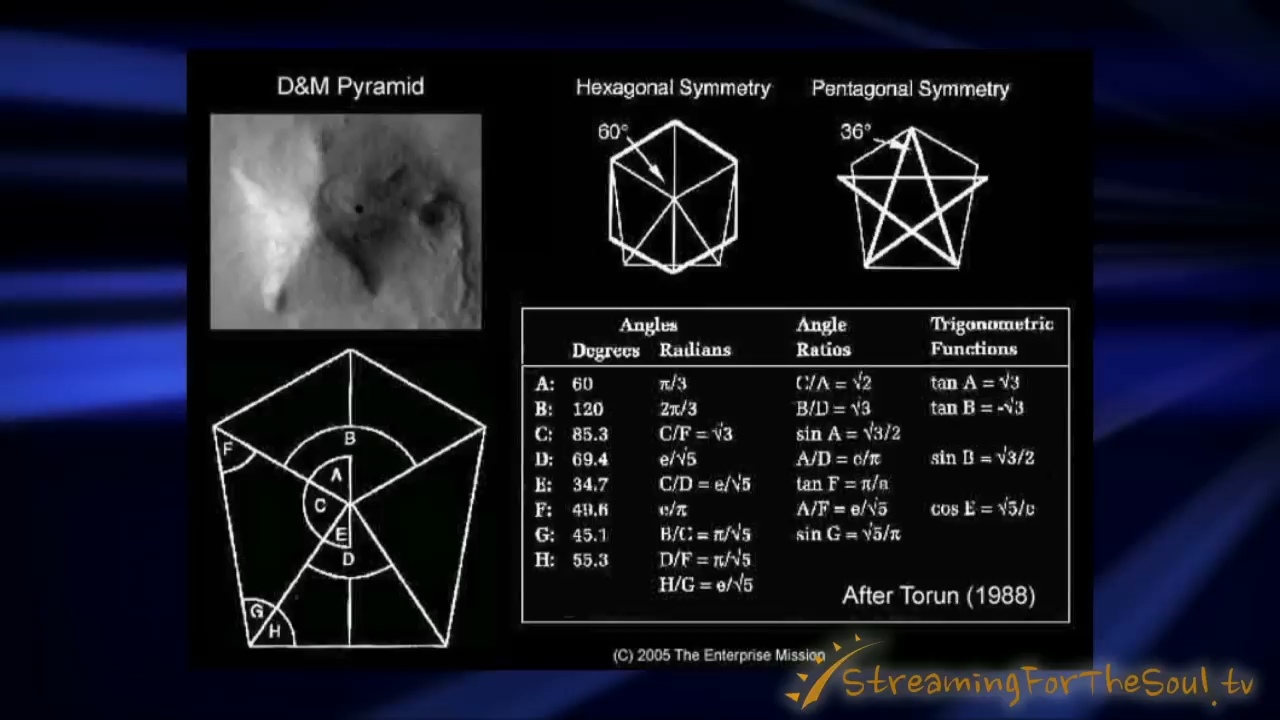 D&M Pyramid
Hexagonal Symmetry
Pentagonal Symmetry
60°
36°
Angles Angle Trigonometric
Degrees Radians Ratios Functions
A: 60 π/3 C/A = √2 tan A = √3
B: 120 2π/3 B/D = √3 tan B = -√3
C: 85.3 C/F = √3 sin A = √3/2
D: 69.4 e/√5 A/D = e/π sin B = √3/2
E: 34.7 C/D = e/√5 tan F = π/e
F: 49.6 e/π A/F = e/√5 cos E = √5/e
G: 45.1 B/C = π/√5 sin G = √5/π
H: 55.3 D/F = π/√5
H/G = e/√5
After Torun (1988)
B
F
A
C
E
D
G
H
(C) 2005 The Enterprise Mission
StreamingForTheSoul.tv